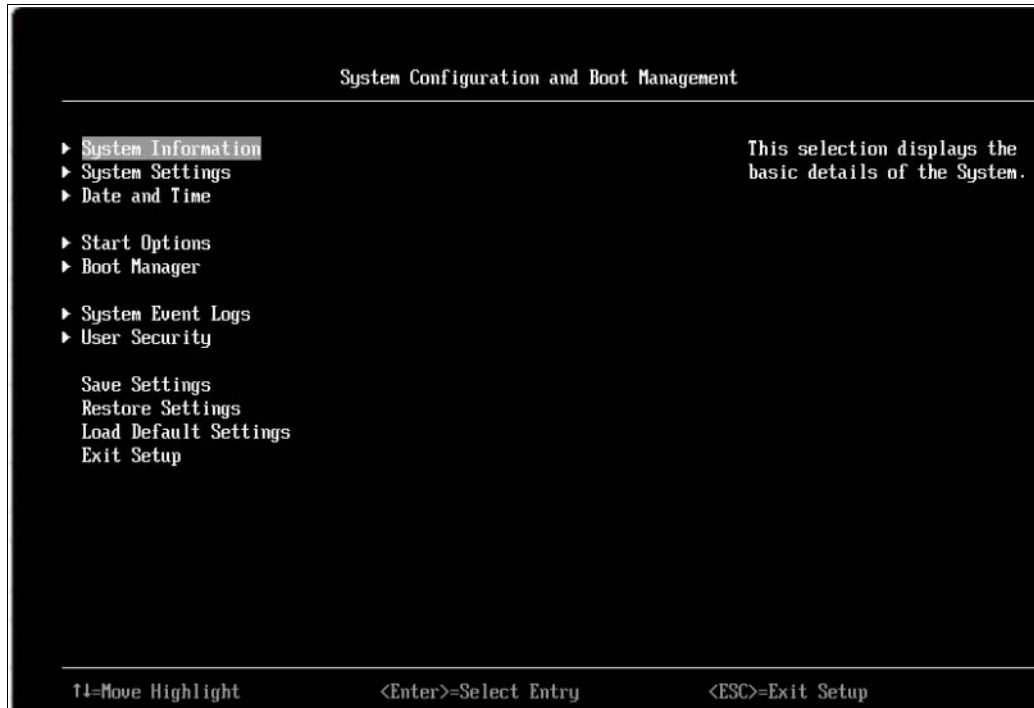 System Configuration and Boot Management
System Information
This selection displays the
System Settings
basic details of the System.
Date and Time
Start Options
Boot Manager
System Event Logs
User Security
Save Settings
Restore Settings
Load Default Settings
Exit Setup
↑↓=Move Highlight
<Enter>=Select Entry
<ESC>=Exit Setup